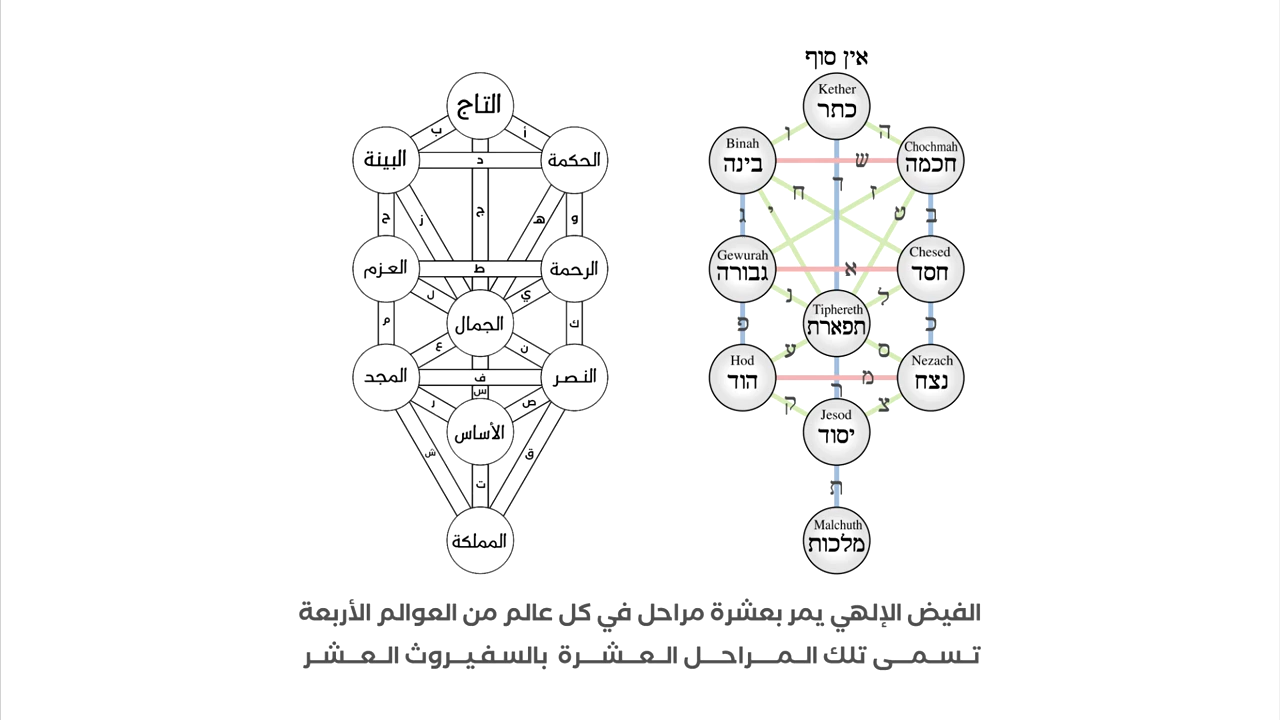 אין סוף
Kether
כתר
ו
ה
Binah
בינה
Chochmah
חכמה
ש
ד
ח
ז
ג
י
ט
ב
Gewurah
גבורה
Chesed
חסד
א
נ
ל
Tiphereth
תפארת
פ
כ
ע
ס
Hod
הוד
Nezach
נצח
מ
ר
ק
צ
Jesod
יסוד
ת
Malchuth
מלכות
التاج
أ
ب
الحكمة
البينة
د
ج
و
هـ
ز
ح
الرحمة
العزم
ط
ي
ل
الجمال
ك
م
ن
ع
النصر
المجد
ف
س
ص
ر
الأساس
ق
ش
ت
المملكة
الفيض الإلهي يمر بعشرة مراحل في كل عالم من العوالم الأربعة
تسمى تلك المراحل العشرة بالسفيروث العشر